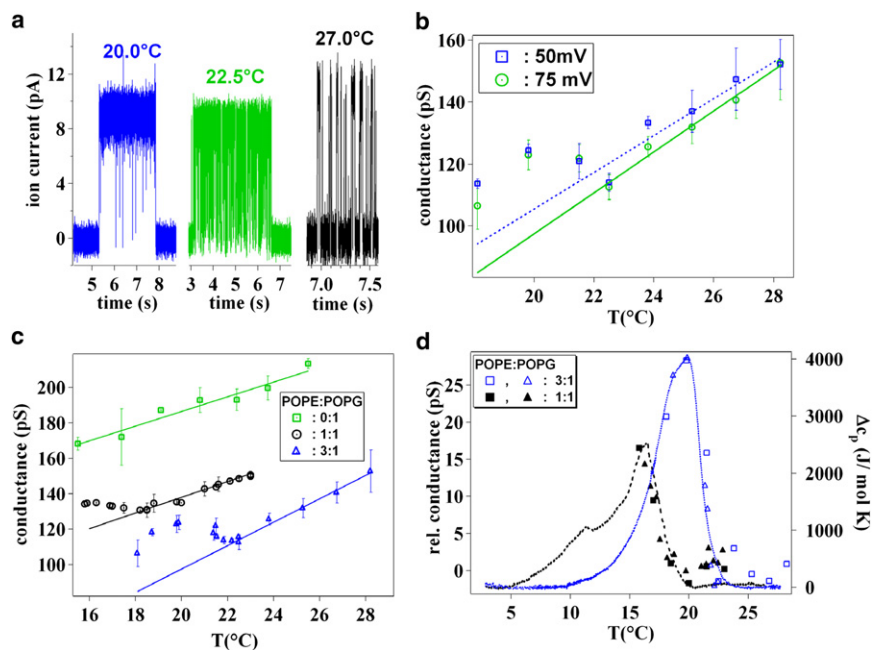 a
20.0°C
22.5°C
27.0°C
ion current (pA)
12
8
4
0
5 6 7 8
3 4 5 6 7
7.0 7.5
time (s)
time (s)
time (s)
b
: 50mV
: 75 mV
conductance (pS)
160
140
120
100
20 22 24 26 28
T(°C)
c
POPE:POPG
: 0:1
: 1:1
: 3:1
conductance (pS)
200
180
160
140
120
100
16 18 20 22 24 26 28
T(°C)
d
POPE:POPG
, : 3:1
, : 1:1
rel. conductance (pS)
25
20
15
10
5
0
4000
3000
2000
1000
0
Δcp (J/ mol K)
5 10 15 20 25
T(°C)